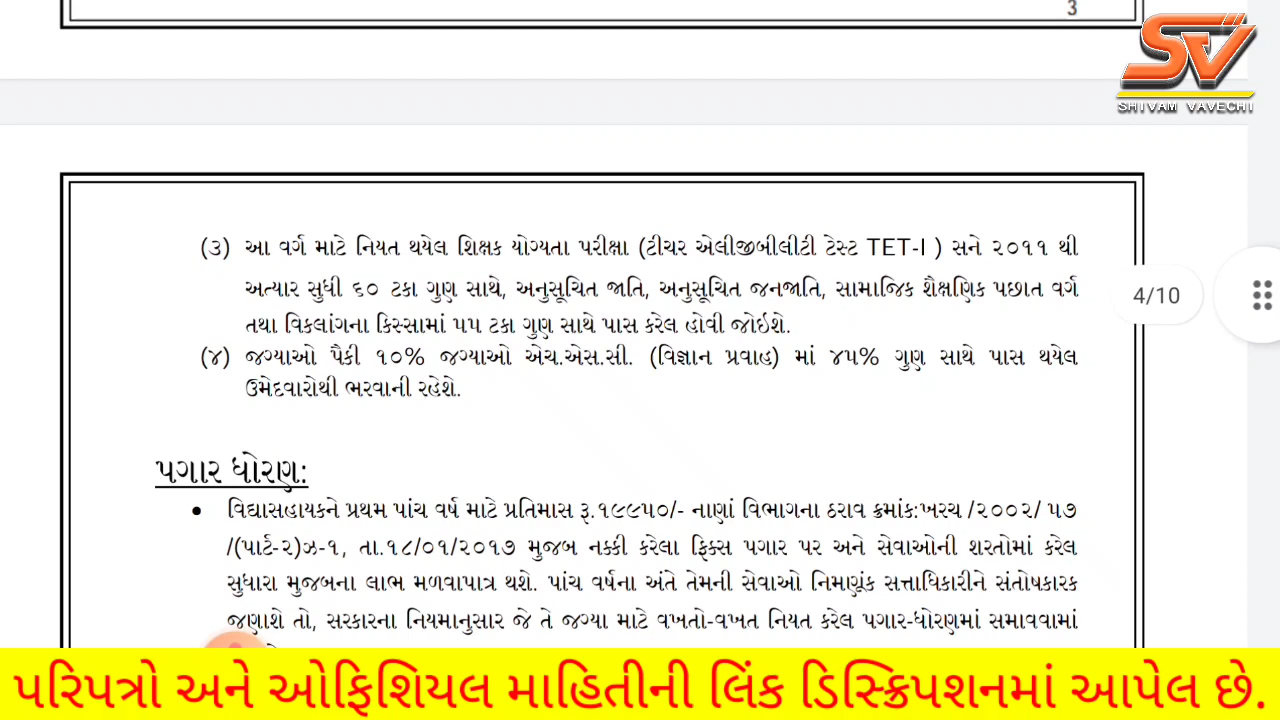 3
SV
SHIVAM VAVECHI
(૩) આ વર્ગ માટે નિયત થયેલ શિક્ષક યોગ્યતા પરીક્ષા (ટીચર એલીજીબીલીટી ટેસ્ટ TET-I ) સને ૨૦૧૧ થી
અત્યાર સુધી ૬૦ ટકા ગુણ સાથે, અનુસૂચિત જાતિ, અનુસૂચિત જનજાતિ, સામાજિક શૈક્ષણિક પછાત વર્ગ
4/10
તથા વિકલાંગના કિસ્સામાં ૫૫ ટકા ગુણ સાથે પાસ કરેલ હોવી જોઇશે.
(૪) જગ્યાઓ પૈકી ૧૦% જગ્યાઓ એચ.એસ.સી. (વિજ્ઞાન પ્રવાહ) માં ૪૫% ગુણ સાથે પાસ થયેલ
ઉમેદવારોથી ભરવાની રહેશે.
પગાર ધોરણ:
• વિદ્યાસહાયકને પ્રથમ પાંચ વર્ષ માટે પ્રતિમાસ રૂ.૧૯૯૫૦/- નાણાં વિભાગના ઠરાવ ક્રમાંક:ખરચ /૨૦૦૨/ ૫૭
/(પાર્ટ-૨)ઝ-૧, તા.૧૮/૦૧/૨૦૧૭ મુજબ નક્કી કરેલા ફિક્સ પગાર પર અને સેવાઓની શરતોમાં કરેલ
સુધારા મુજબના લાભ મળવાપાત્ર થશે. પાંચ વર્ષના અંતે તેમની સેવાઓ નિમણૂંક સત્તાધિકારીને સંતોષકારક
જણાશે તો, સરકારના નિયમાનુસાર જે તે જગ્યા માટે વખતો-વખત નિયત કરેલ પગાર-ધોરણમાં સમાવવામાં
પરિપત્રો અને ઓફિશિયલ માહિતીની લિંક ડિસ્ક્રિપશનમાં આપેલ છે.